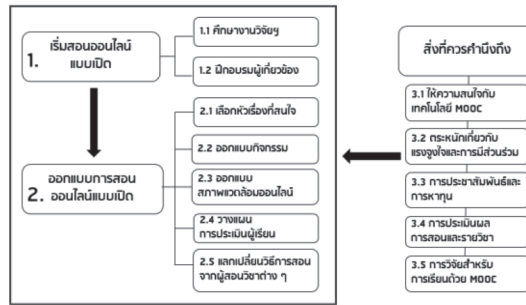 1. เริ่มสอนออนไลน์
แบบเปิด
1.1 ศึกษางานวิจัยฯ
1.2 ฝึกอบรมผู้เกี่ยวข้อง
ออกแบบการสอน
2. ออนไลน์แบบเปิด
2.1 เลือกหัวเรื่องที่สนใจ
2.2 ออกแบบกิจกรรม
2.3 ออกแบบ
สภาพแวดล้อมออนไลน์
2.4 วางแผน
การประเมินผู้เรียน
2.5 แลกเปลี่ยนวิธีการสอน
จากผู้สอนวิชาต่าง ๆ
สิ่งที่ควรคำนึงถึง
3.1 ให้ความสนใจกับ
เทคโนโลยี MOOC
3.2 ตระหนักเกี่ยวกับ
แรงจูงใจและการมีส่วนร่วม
3.3 การประชาสัมพันธ์และ
การหาทุน
3.4 การประเมินผล
การสอนและรายวิชา
3.5 การวิจัยสำหรับ
การเรียนด้วย MOOC